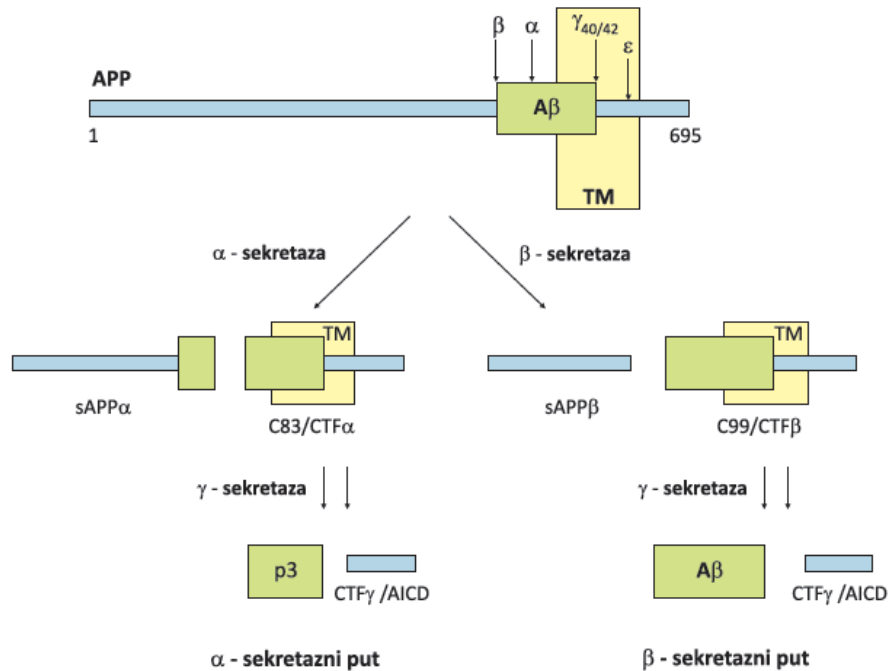 β α γ40/42
ε
APP
Aβ
1 695
TM
α - sekretaza β - sekretaza
TM TM
sAPPα sAPPβ
C83/CTFα C99/CTFβ
γ - sekretaza γ - sekretaza
p3 Aβ
CTFγ /AICD CTFγ /AICD
α - sekretazni put β - sekretazni put